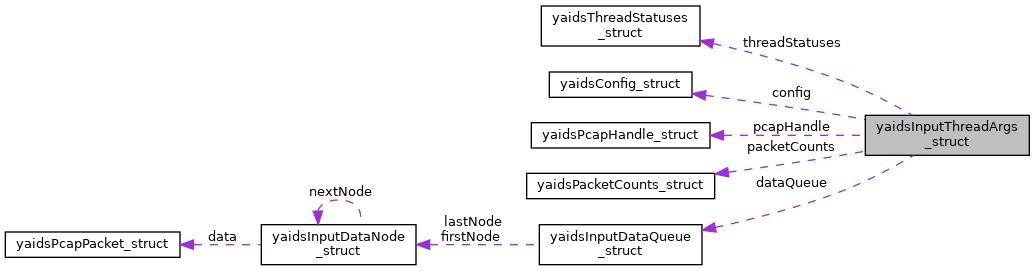 yaidsThreadStatuses
_struct
threadStatuses
yaidsConfig_struct
config
yaidsInputThreadArgs
_struct
yaidsPcapHandle_struct
pcapHandle
packetCounts
yaidsPacketCounts_struct
dataQueue
nextNode
lastNode
firstNode
yaidsPcapPacket_struct
data
yaidsInputDataNode
_struct
yaidsInputDataQueue
_struct